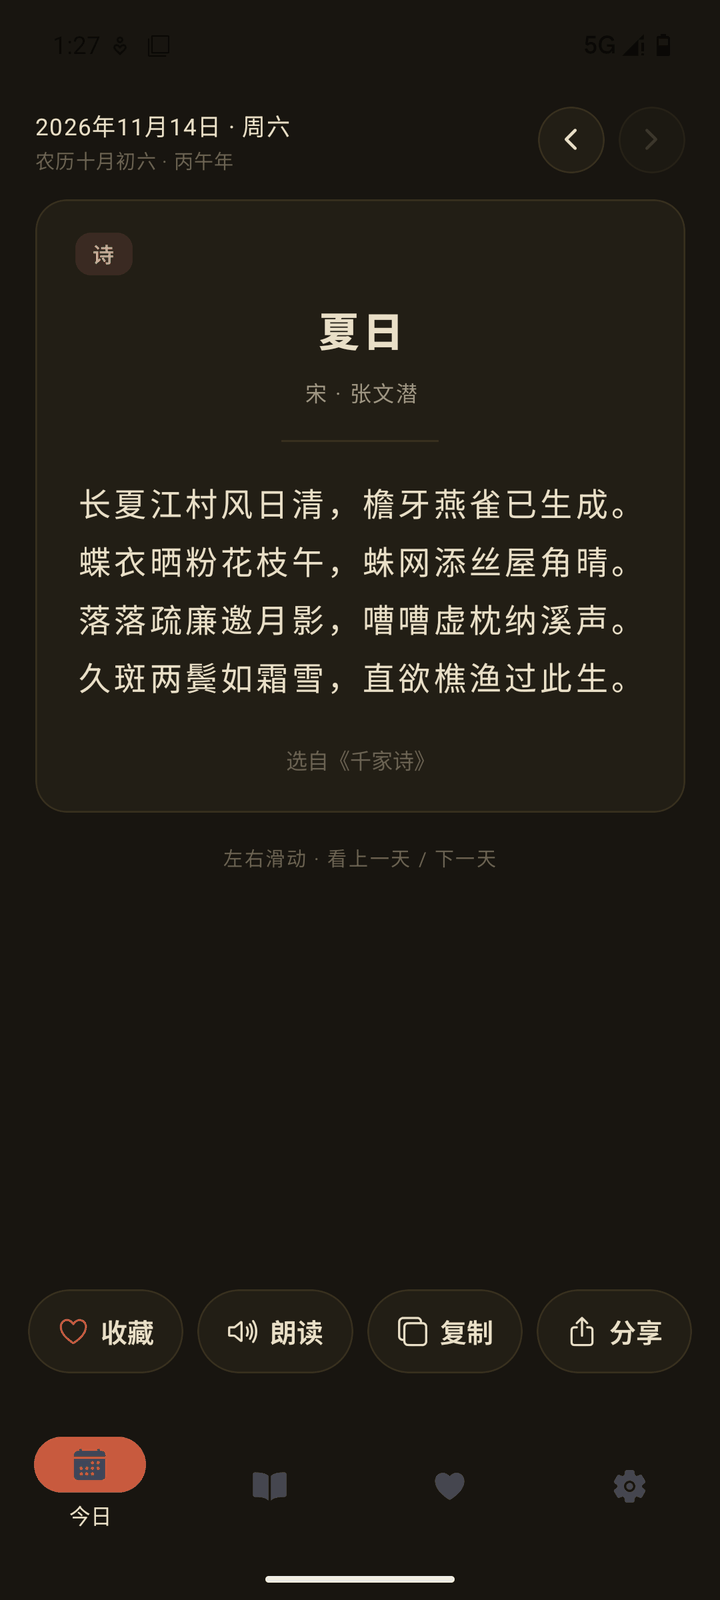 1:27
5G
2026年11月14日 · 周六
农历十月初六 · 丙午年
诗
夏日
宋 · 张文潜
长夏江村风日清，檐牙燕雀已生成。
蝶衣晒粉花枝午，蛛网添丝屋角晴。
落落疏廉邀月影，嘈嘈虚枕纳溪声。
久斑两鬓如霜雪，直欲樵渔过此生。
选自《千家诗》
左右滑动 · 看上一天 / 下一天
收藏
朗读
复制
分享
今日